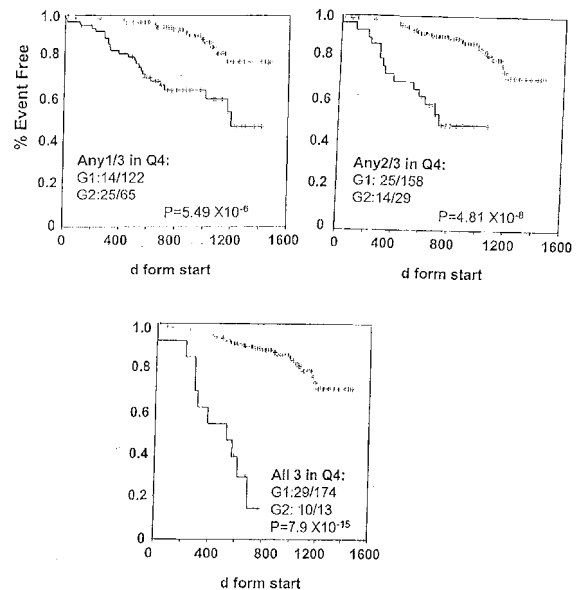 % Event Free
1.0
0.8
0.6
0.4
0.2
0
Any1/3 in Q4:
G1:14/122
G2:25/65
P=5.49 X10-6
0 400 800 1200 1600
d form start
1.0
0.8
0.6
0.4
0.2
0
Any2/3 in Q4:
G1: 25/158
G2:14/29
P=4.81 X10-8
0 400 800 1200 1600
d form start
1.0
0.8
0.6
0.4
0.2
0
All 3 in Q4:
G1:29/174
G2: 10/13
P=7.9 X10-15
0 400 800 1200 1600
d form start